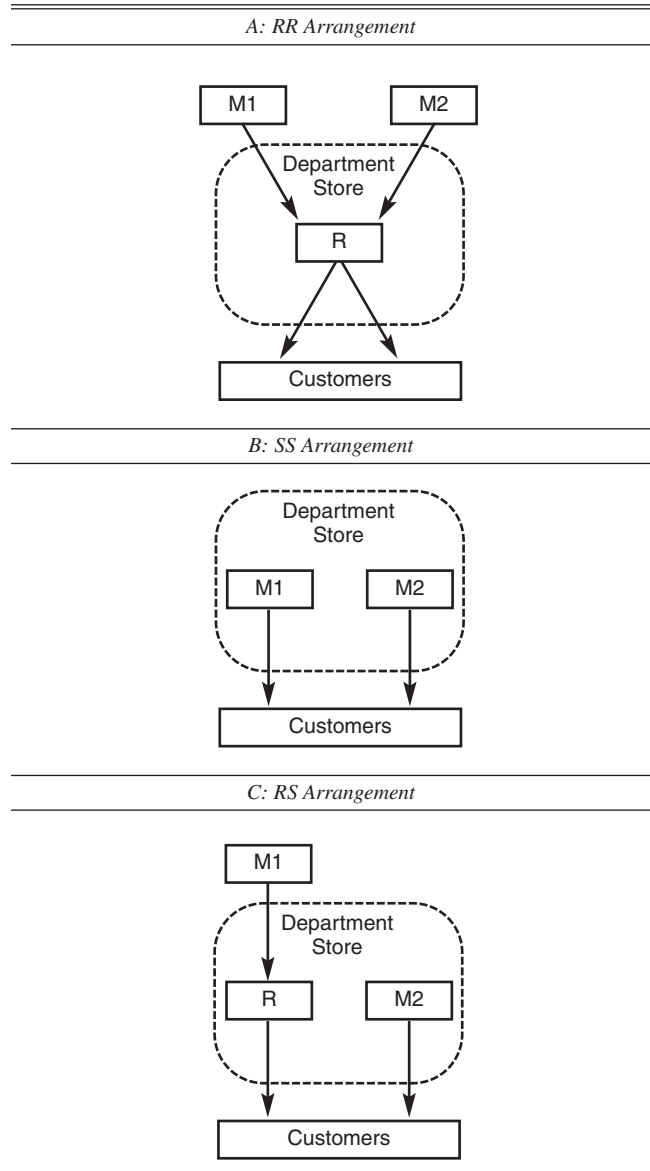 A: RR Arrangement
M1 M2
Department
Store
R
Customers
B: SS Arrangement
Department
Store
M1 M2
Customers
C: RS Arrangement
M1
Department
Store
R M2
Customers